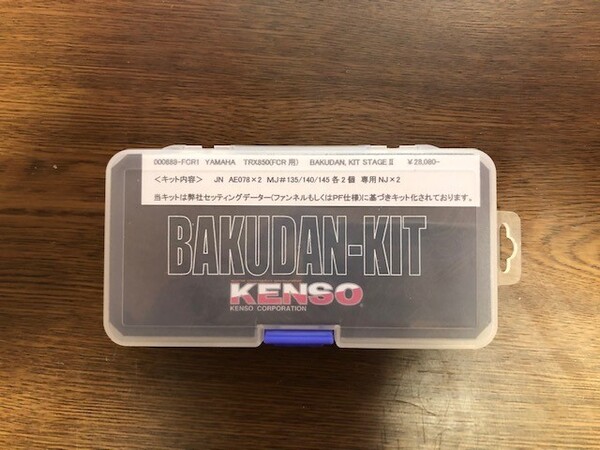 000888-FCR1 YAMAHA TRX850(FCR用) BAKUDAN, KIT STAGEⅡ ¥28,080-
＜キット内容＞ JN AE078×2 MJ#135/140/145 各2個 専用NJ×2
当キットは弊社セッティングデーター(ファンネルもしくはPF仕様)に基づきキット化されております。
BAKUDAN-KIT
KENSO
KENSO CORPORATION